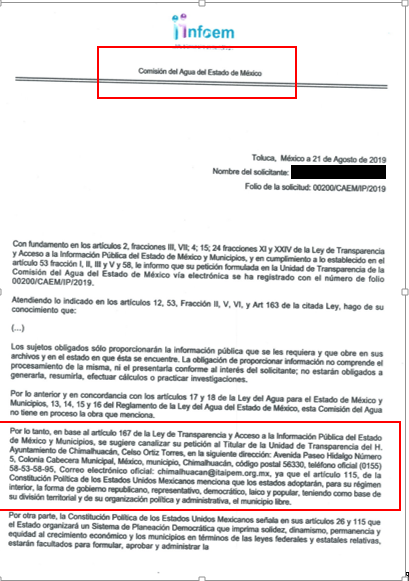 infoem
Comisión del Agua del Estado de México
Toluca, México a 21 de Agosto de 2019
Nombre del solicitante:
Folio de la solicitud: 00200/CAEM/IP/2019
Con fundamento en los artículos 2, fracciones III, VII; 4; 15; 24 fracciones XI y XXIV de la Ley de Transparencia
y Acceso a la Información Pública del Estado de México y Municipios, y en cumplimiento a lo establecido en el
artículo 53 fracción I, II, III y V y 58, le informo que su petición formulada en la Unidad de Transparencia de la
Comisión del Agua del Estado de México vía electrónica se ha registrado con el número de folio
00200/CAEM/IP/2019.
Atendiendo lo indicado en los artículos 12, 53, Fracción II, V, VI, y Art 163 de la citada Ley, hago de su
conocimiento que:
(...)
Los sujetos obligados sólo proporcionarán la información pública que se les requiera y que obre en sus
archivos y en el estado en que ésta se encuentre. La obligación de proporcionar información no comprende el
procesamiento de la misma, ni el presentarla conforme al interés del solicitante; no estarán obligados a
generarla, resumirla, efectuar cálculos o practicar investigaciones.
Por lo anterior y en concordancia con los artículos 17 y 18 de la Ley del Agua para el Estado de México y
Municipios, 13, 14, 15 y 16 del Reglamento de la Ley del Agua del Estado de México, esta Comisión del Agua
no tiene en proceso la obra que menciona.
Por lo tanto, en base al artículo 167 de la Ley de Transparencia y Acceso a la Información Pública del Estado
de México y Municipios, se sugiere canalizar su petición al Titular de la Unidad de Transparencia del H.
Ayuntamiento de Chimalhuacán, Celso Ortiz Torres, en la siguiente dirección: Avenida Paseo Hidalgo Número
5, Colonia Cabecera Municipal, México, municipio, Chimalhuacán, código postal 56330, teléfono oficial (0155)
58-53-58-95, Correo electrónico oficial: chimalhuacan@itaipem.org.mx, ya que el artículo 115, de la
Constitución Política de los Estados Unidos Mexicanos menciona que los estados adoptarán, para su régimen
interior, la forma de gobierno republicano, representativo, democrático, laico y popular, teniendo como base de
su división territorial y de su organización política y administrativa, el municipio libre.
Por otra parte, la Constitución Política de los Estados Unidos Mexicanos señala en sus artículos 26 y 115 que
el Estado organizará un Sistema de Planeación Democrática que imprima solidez, dinamismo, permanencia y
equidad al crecimiento económico y los municipios en términos de las leyes federales y estatales relativas,
estarán facultados para formular, aprobar y administrar la